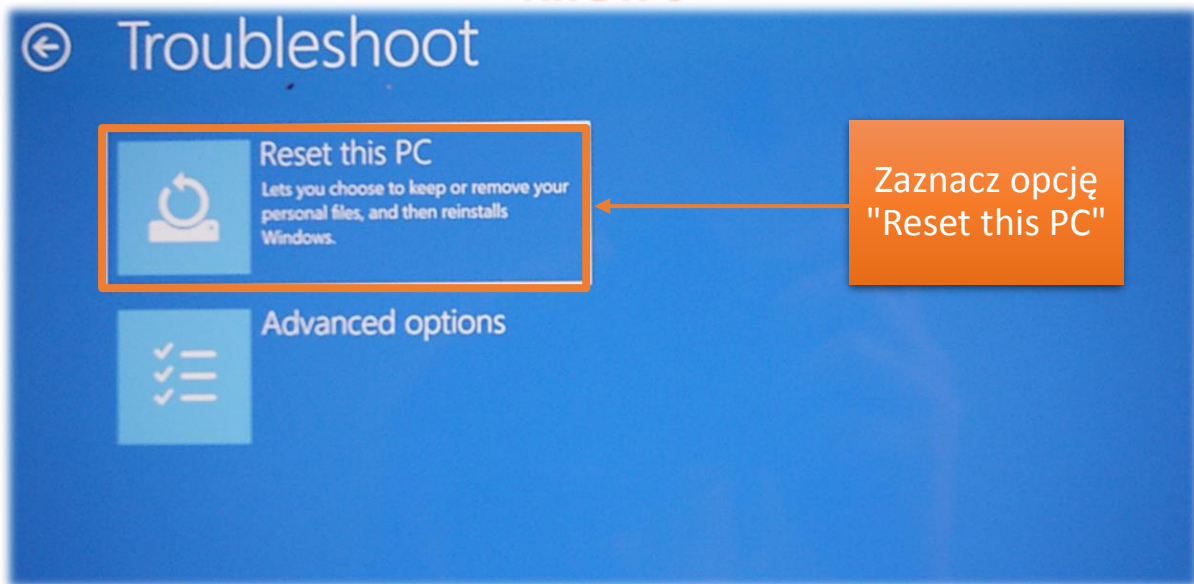 Troubleshoot
Reset this PC
Lets you choose to keep or remove your
personal files, and then reinstalls
Windows.
Zaznacz opcję
"Reset this PC"
Advanced options